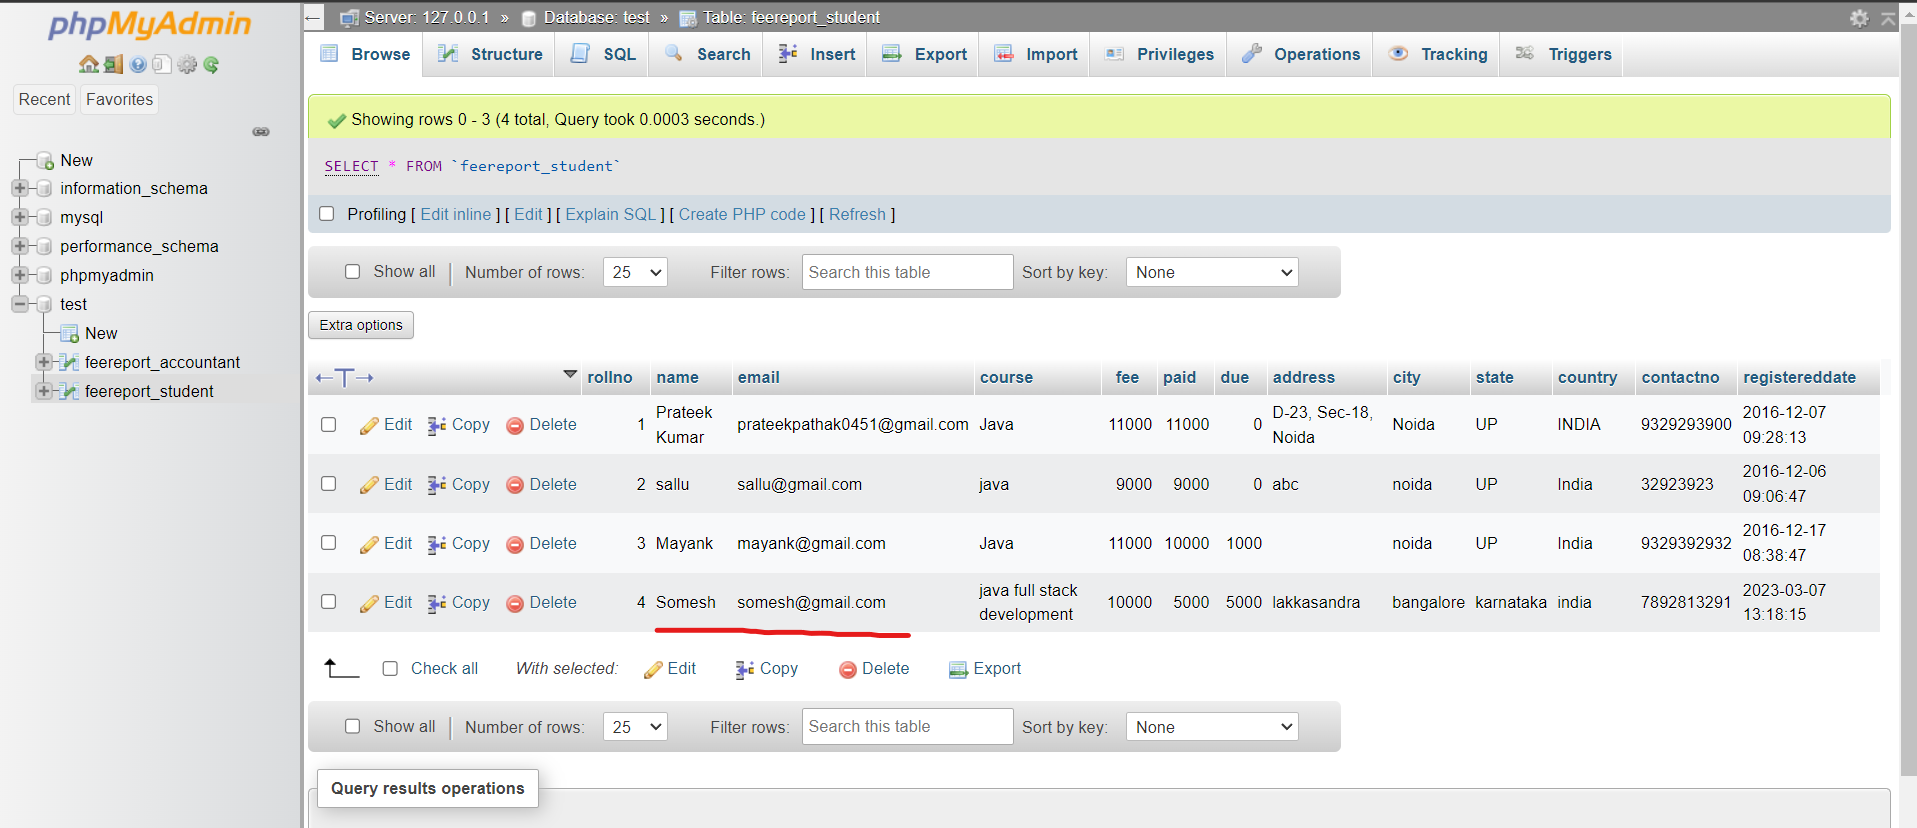 phpMyAdmin
Recent Favorites
New
information_schema
mysql
performance_schema
phpmyadmin
test
New
feereport_accountant
feereport_student
Server: 127.0.0.1 » Database: test » Table: feereport_student
Browse Structure SQL Search Insert Export Import Privileges Operations Tracking Triggers
Showing rows 0 - 3 (4 total, Query took 0.0003 seconds.)
SELECT * FROM `feereport_student`
Profiling [ Edit inline ] [ Edit ] [ Explain SQL ] [ Create PHP code ] [ Refresh ]
Show all Number of rows: 25 Filter rows: Search this table Sort by key: None
Extra options
rollno name email course fee paid due address city state country contactno registereddate
Edit Copy Delete 1 Prateek Kumar prateekpathak0451@gmail.com Java 11000 11000 0 D-23, Sec-18, Noida Noida UP INDIA 9329293900 2016-12-07 09:28:13
Edit Copy Delete 2 sallu sallu@gmail.com java 9000 9000 0 abc noida UP India 32923923 2016-12-06 09:06:47
Edit Copy Delete 3 Mayank mayank@gmail.com Java 11000 10000 1000 noida UP India 9329392932 2016-12-17 08:38:47
Edit Copy Delete 4 Somesh somesh@gmail.com java full stack development 10000 5000 5000 lakkasandra bangalore karnataka india 7892813291 2023-03-07 13:18:15
Check all With selected: Edit Copy Delete Export
Show all Number of rows: 25 Filter rows: Search this table Sort by key: None
Query results operations